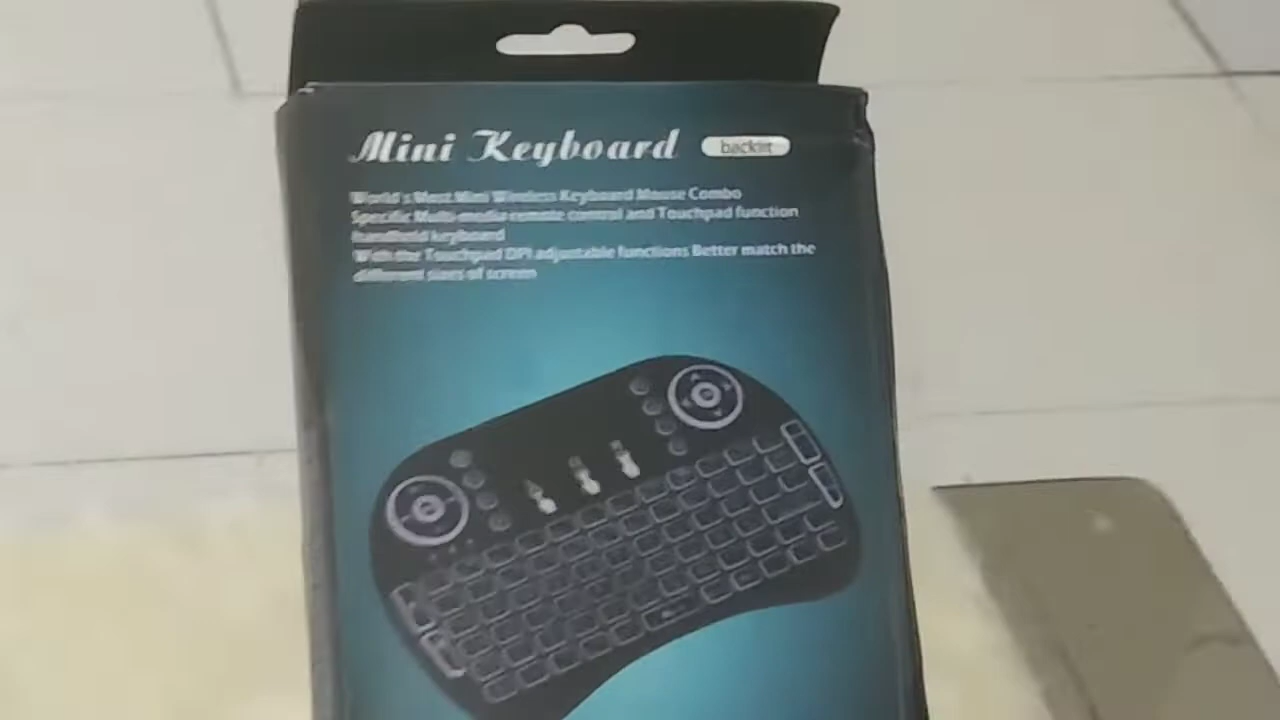 Mini Keyboard backlit
World's Most Mini Wireless Keyboard Mouse Combo
Specific Multi-media remote control and Touchpad function
handheld keyboard
With the Touchpad DPI adjustable functions Better match the
different sizes of screen